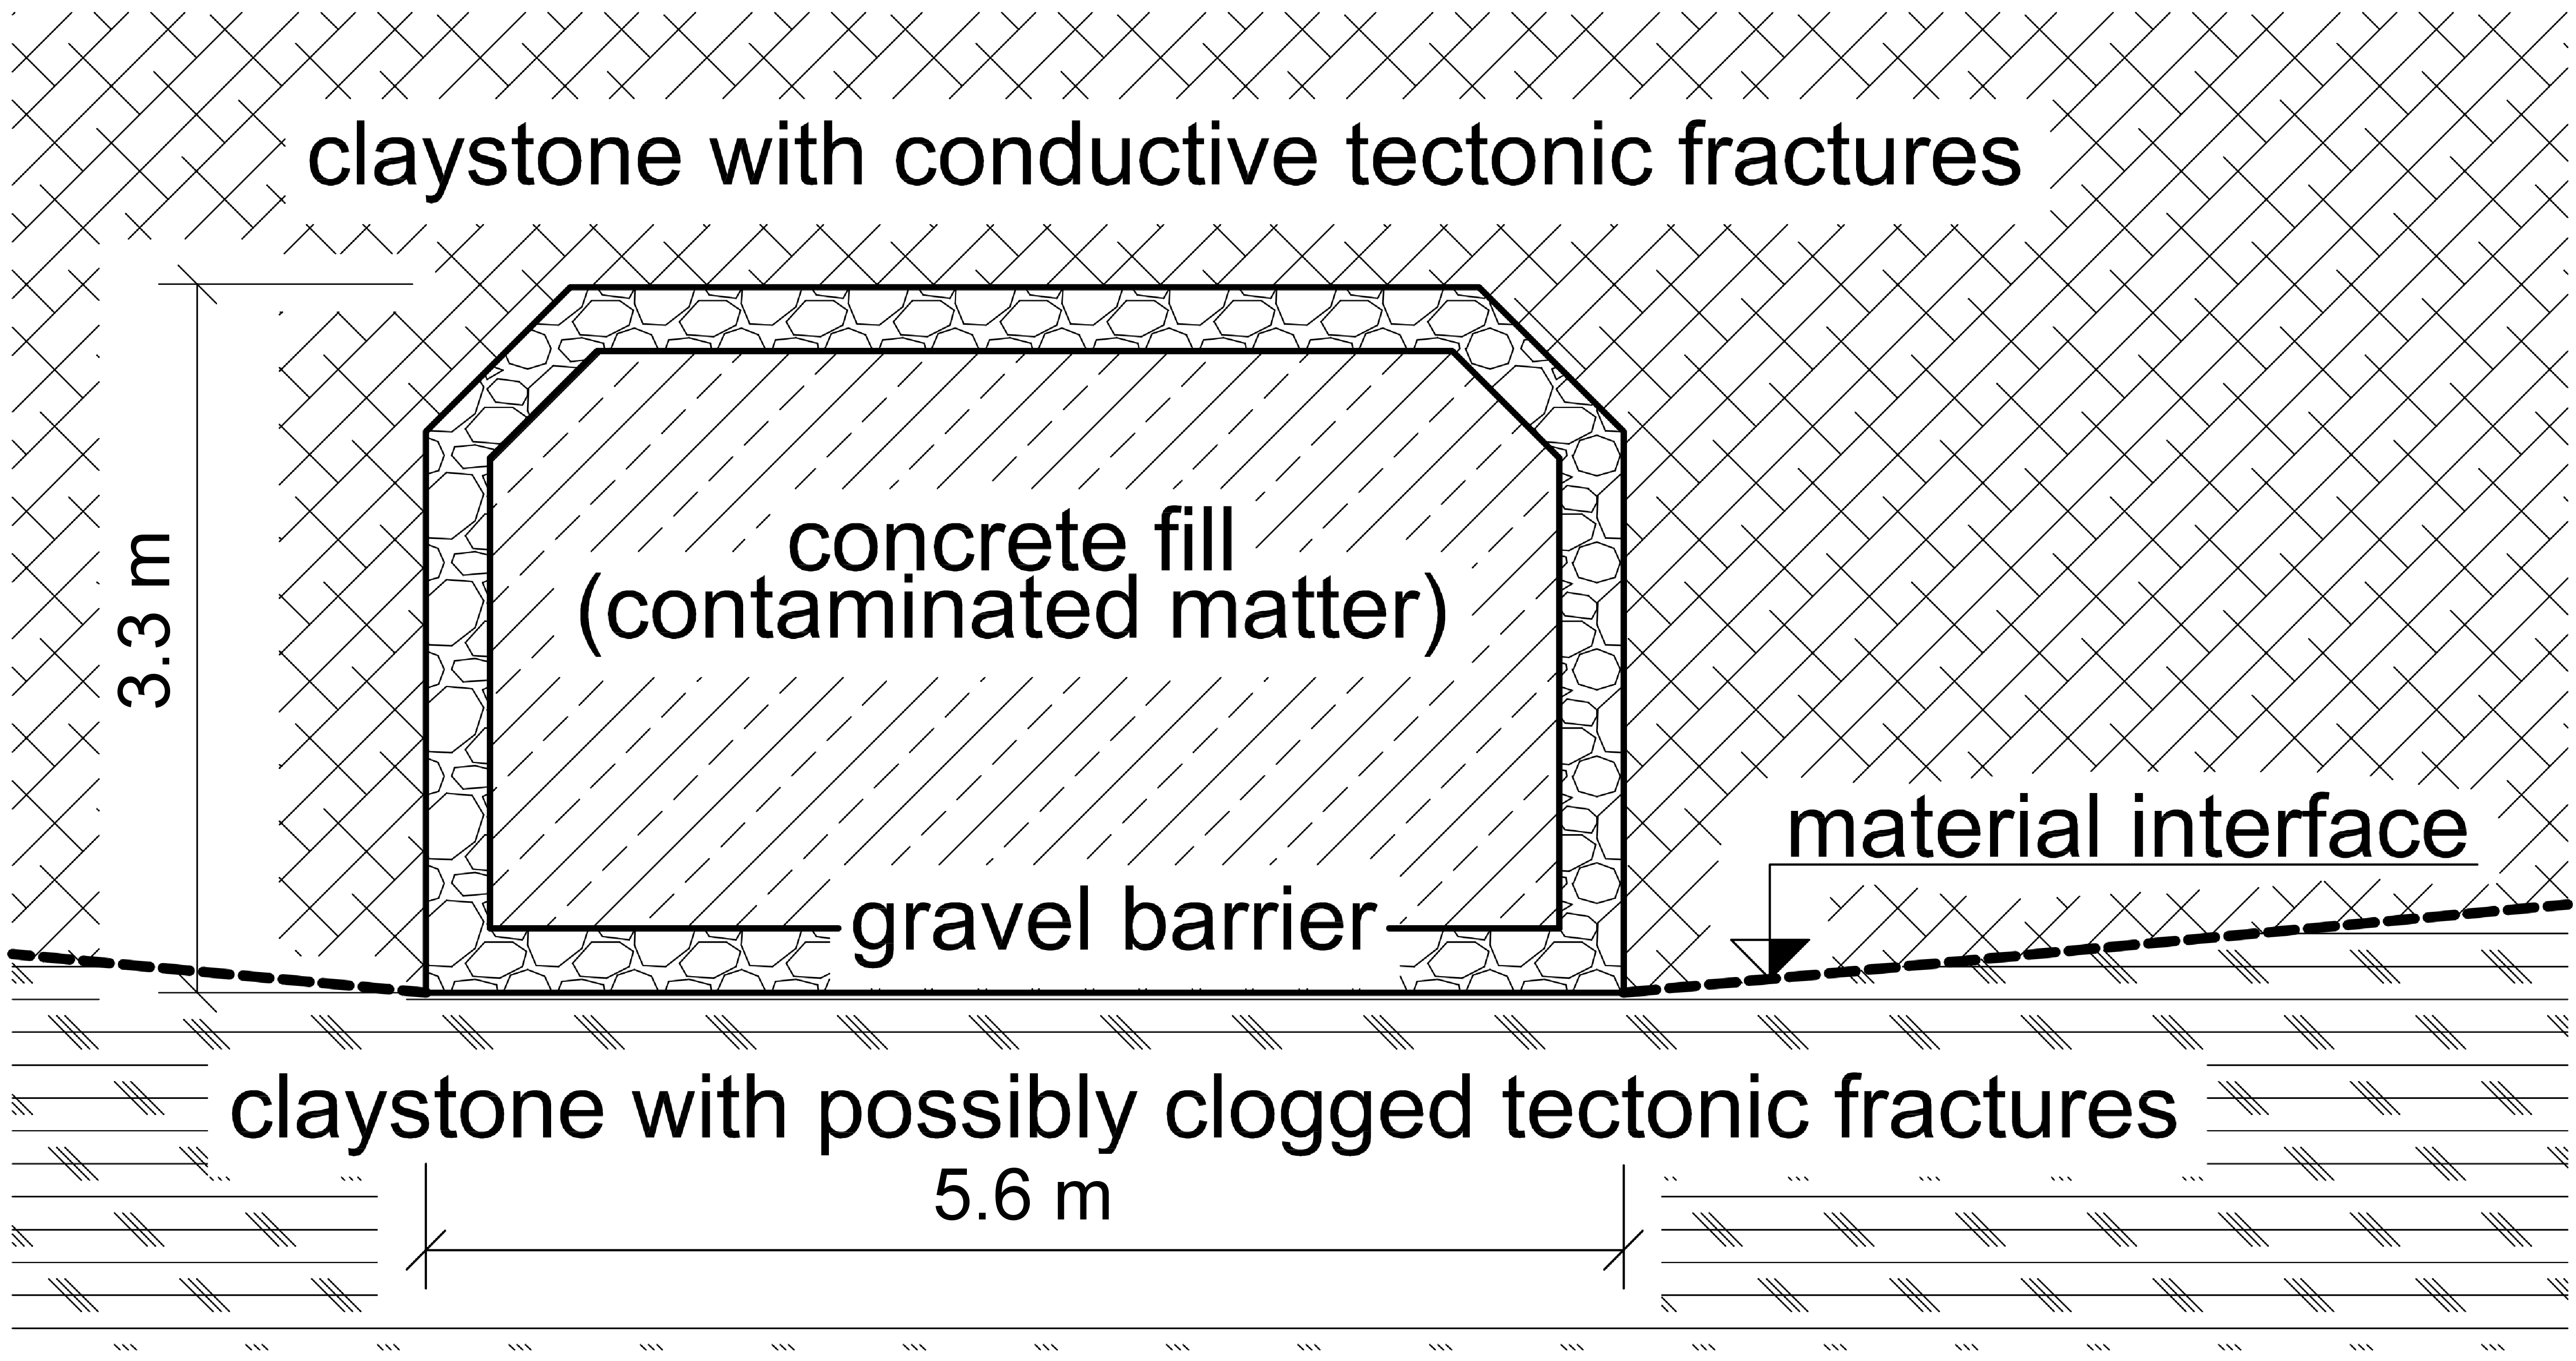 claystone with conductive tectonic fractures
3.3 m
concrete fill
(contaminated matter)
material interface
gravel barrier
claystone with possibly clogged tectonic fractures
5.6 m